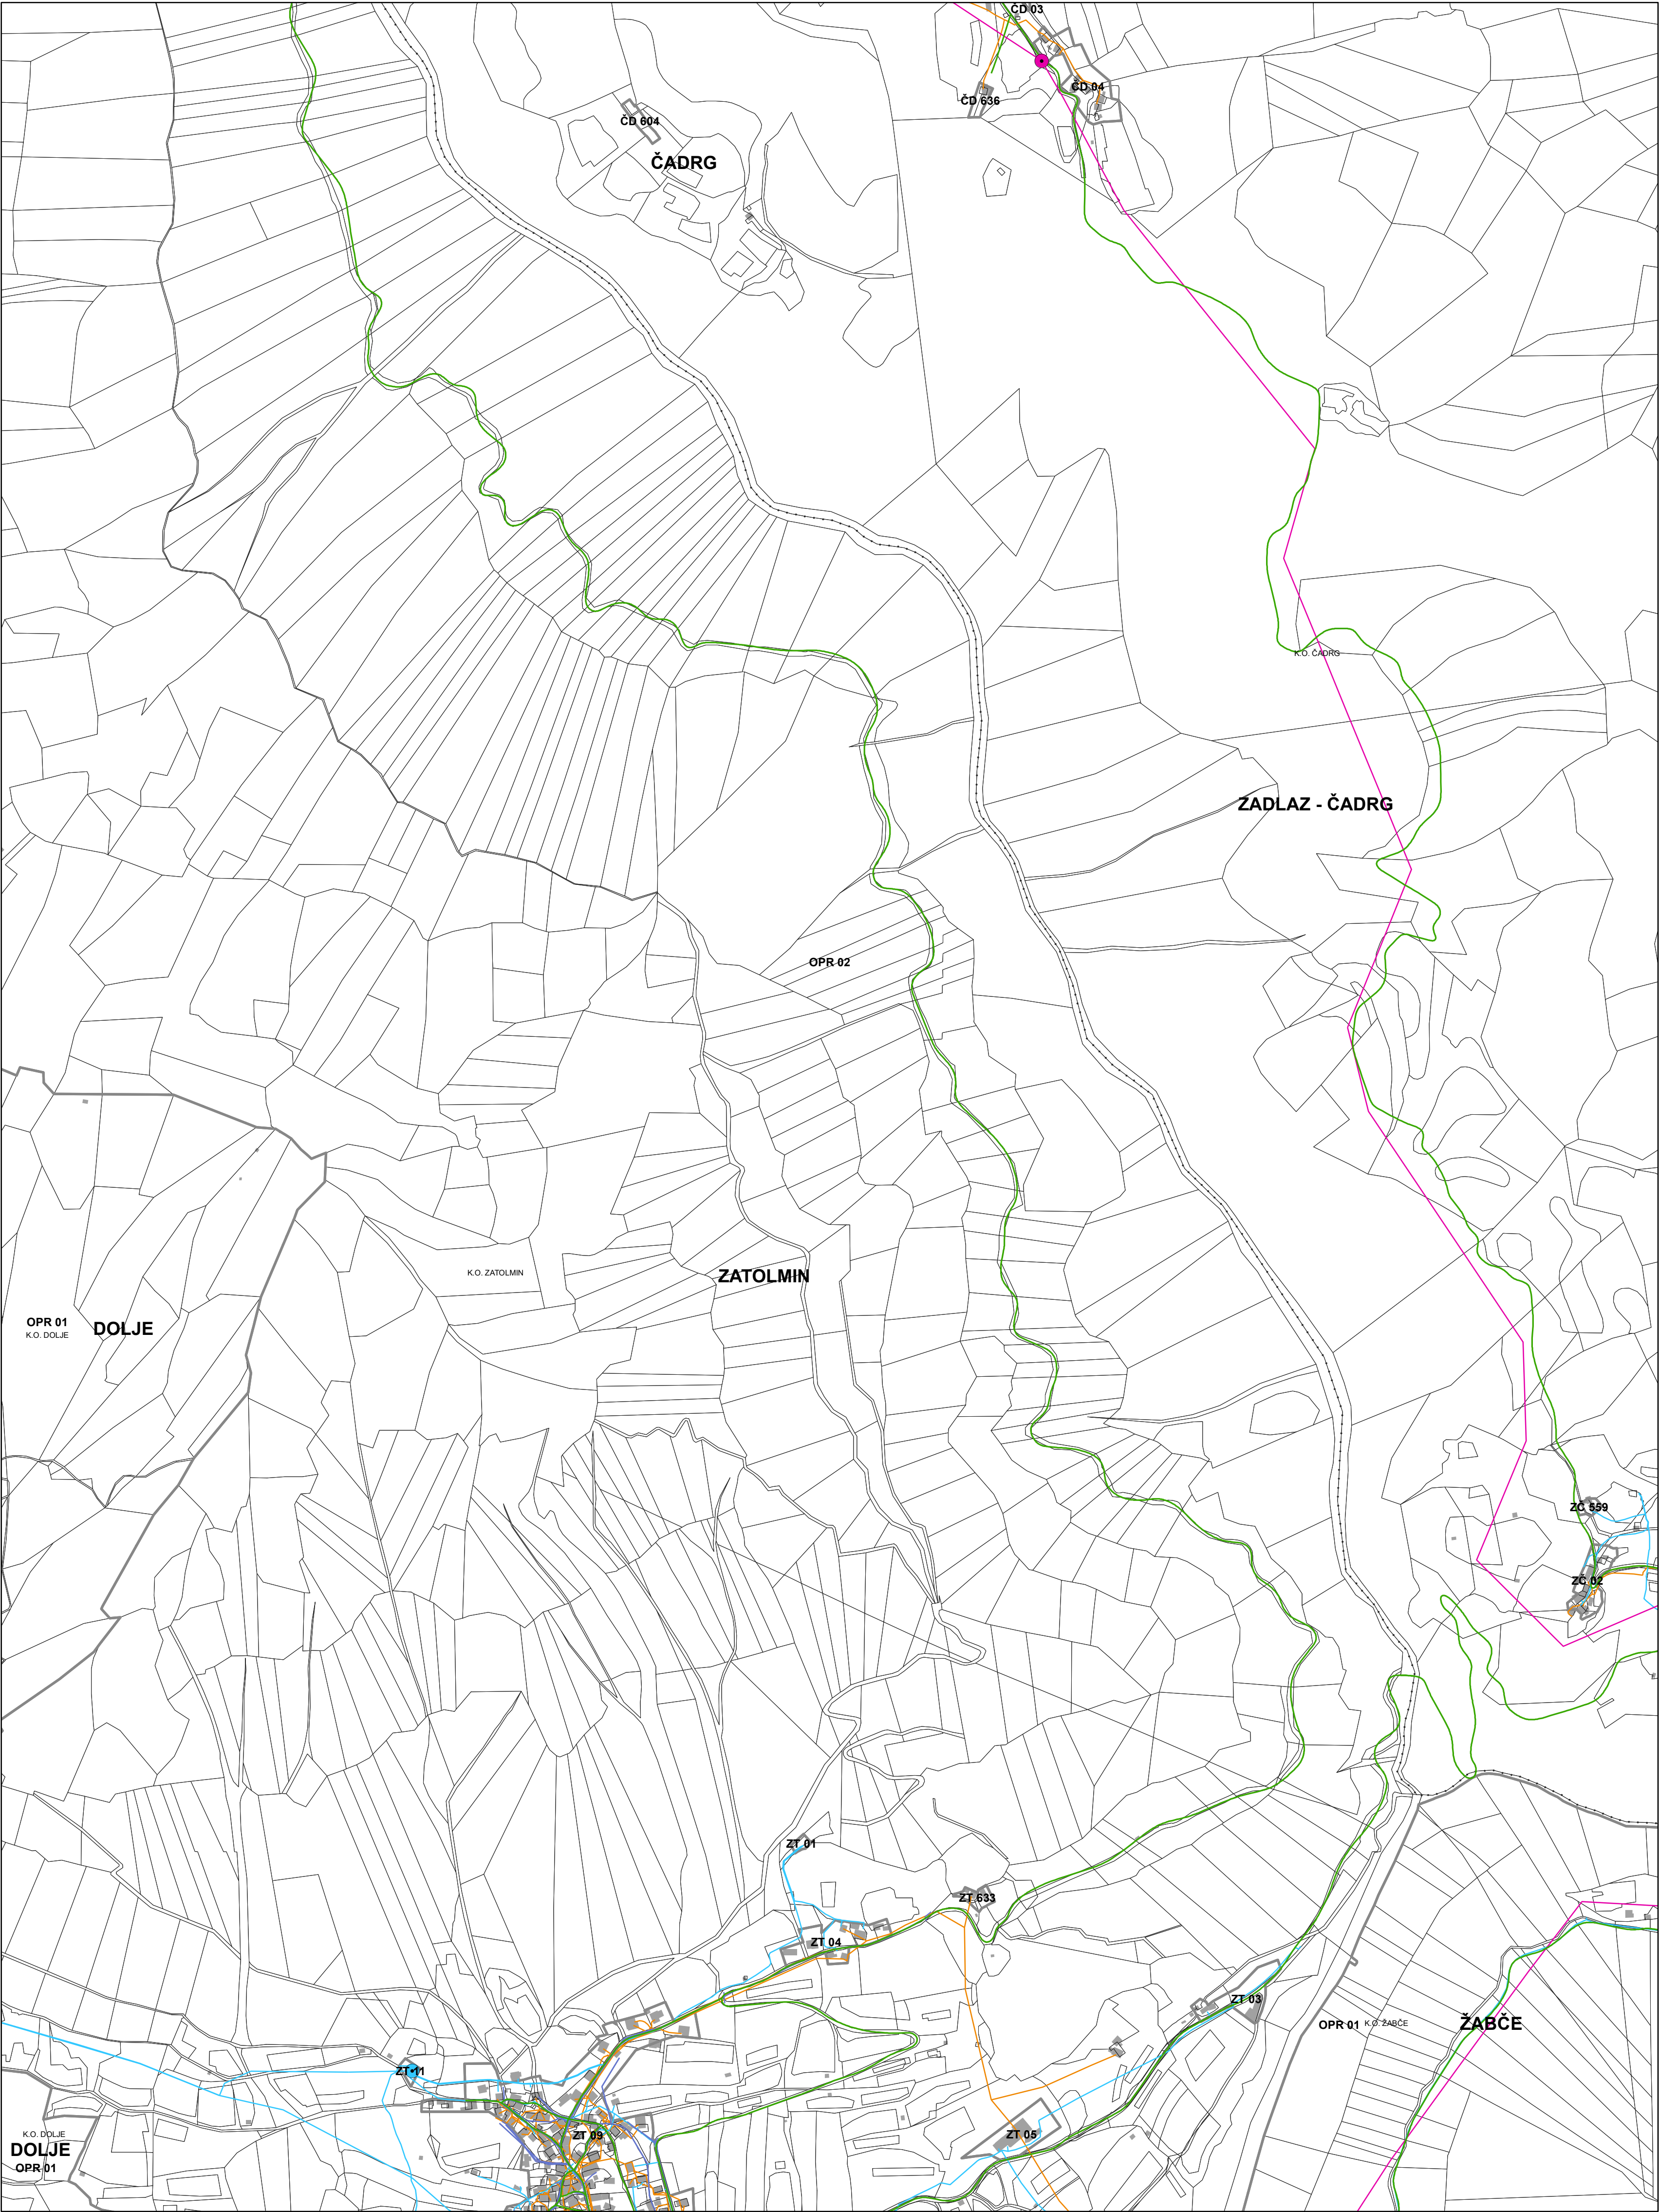 ČD 03
ČD 04
ČD 636
ČD 604
ČADRG
K.O. ČADRG
ZADLAZ - ČADRG
OPR 02
K.O. ZATOLMIN
ZATOLMIN
OPR 01
K.O. DOLJE
DOLJE
ZČ 559
ZČ 02
ZT 01
ZT 633
ZT 04
ZT 03
OPR 01
K.O. ŽABČE
ŽABČE
ZT 11
ZT 09
ZT 05
K.O. DOLJE
DOLJE
OPR 01